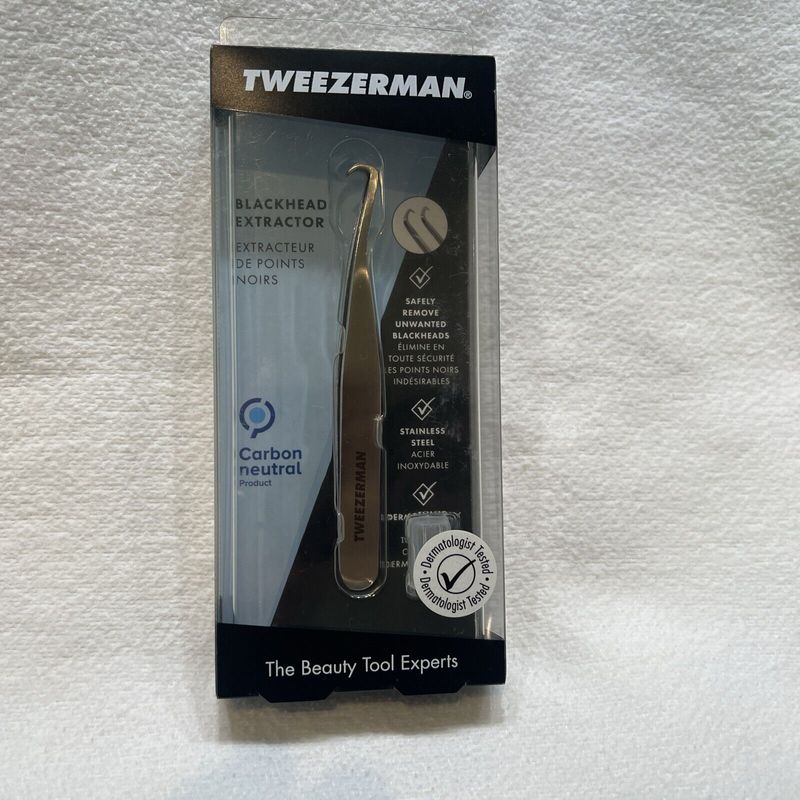 TWEEZERMAN®
BLACKHEAD
EXTRACTOR
EXTRACTEUR
DE POINTS
NOIRS
SAFELY
REMOVE
UNWANTED
BLACKHEADS
ÉLIMINE EN
TOUTE SÉCURITÉ
LES POINTS NOIRS
INDÉSIRABLES
STAINLESS
STEEL
ACIER
INOXYDABLE
Carbon
neutral
Product
TWEEZERMAN
Dermatologist Tested
Dermatologist Tested
The Beauty Tool Experts